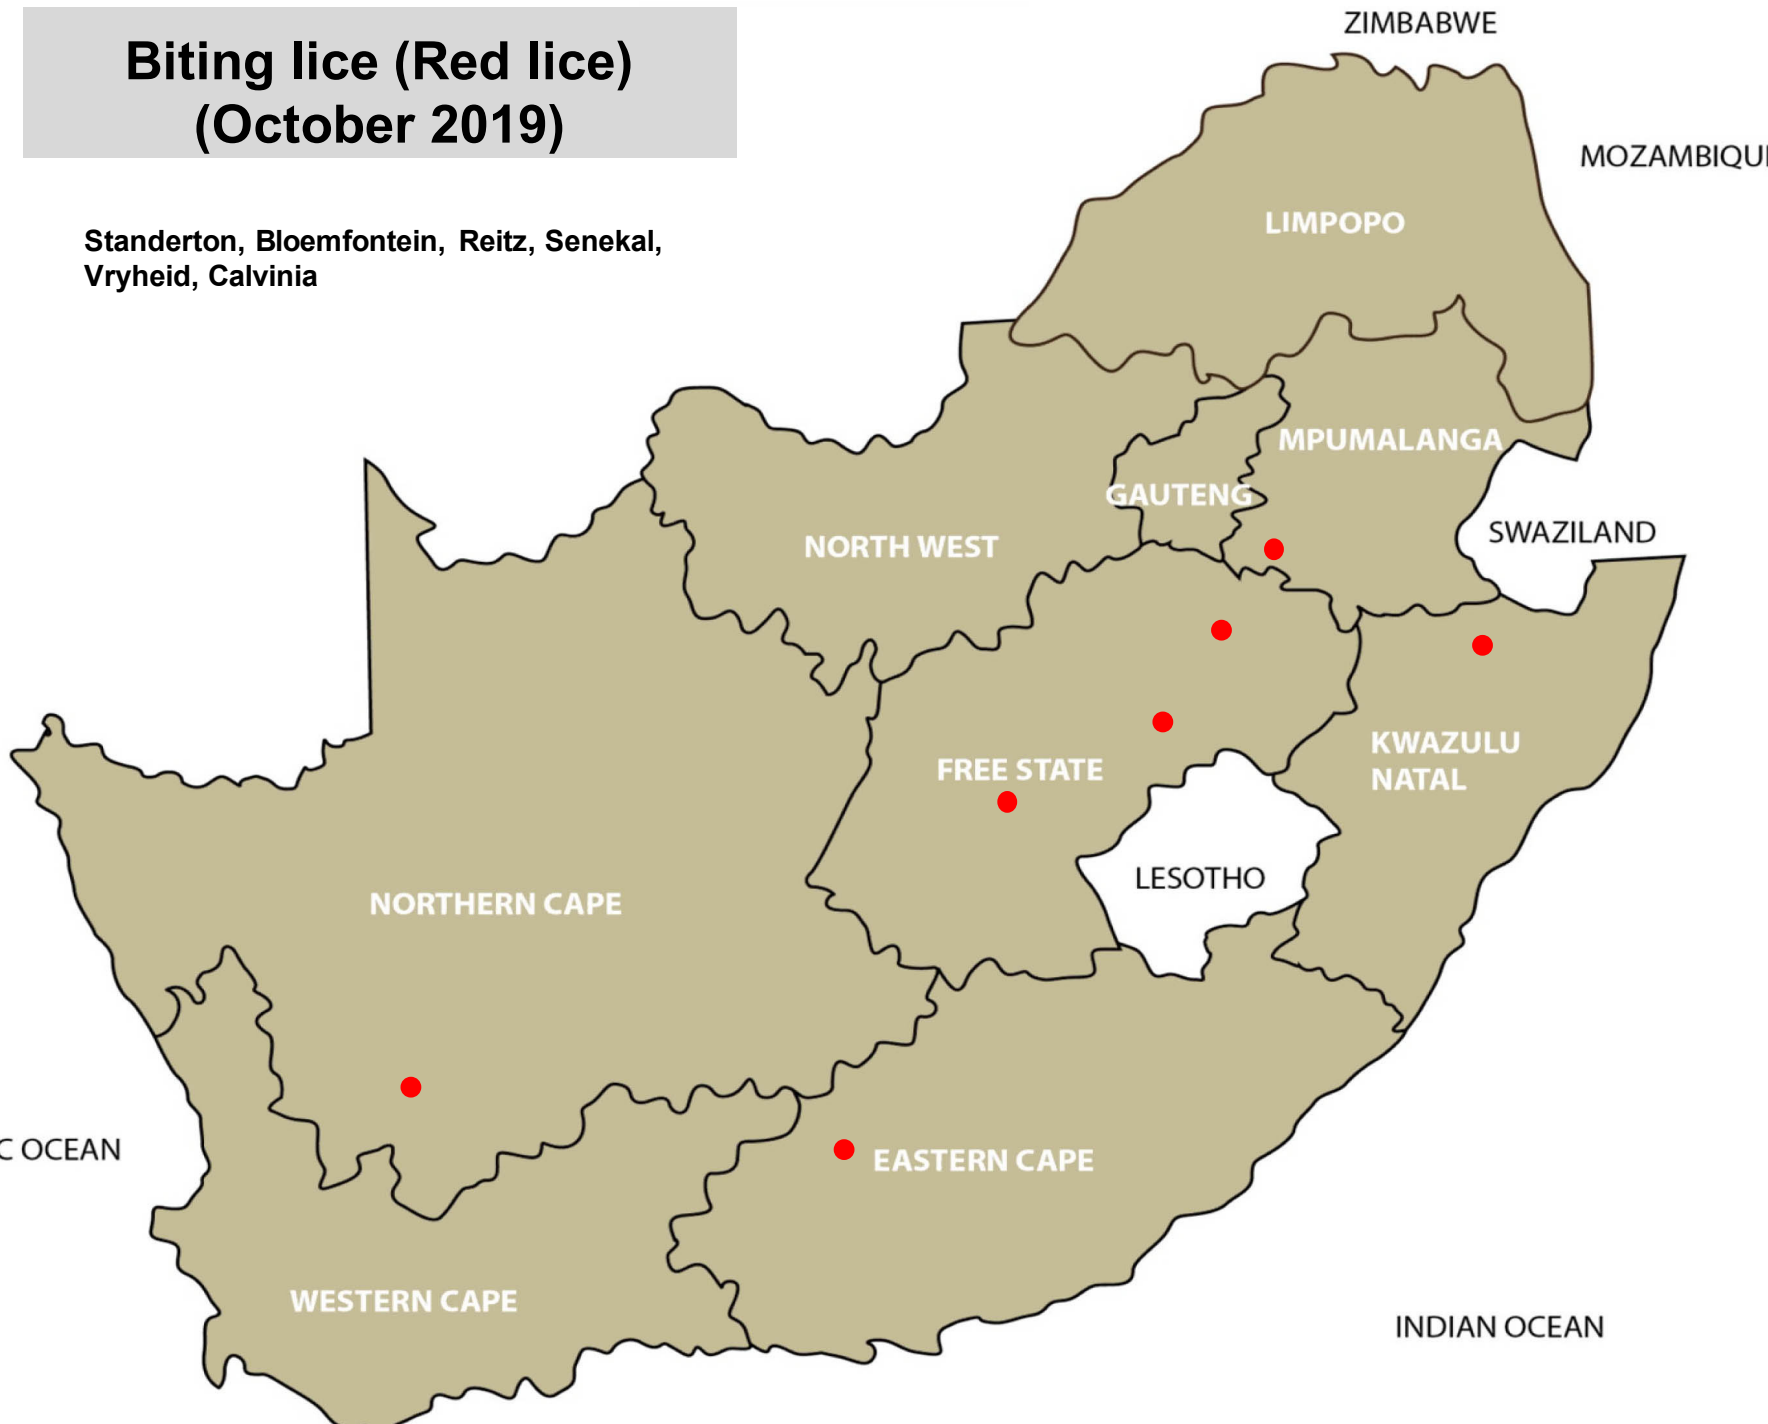 Biting lice (Red lice)
(October 2019)
Standerton, Bloemfontein, Reitz, Senekal,
Vryheid, Calvinia
ZIMBABWE
MOZAMBIQU
LIMPOPO
MPUMALANGA
GAUTENG
SWAZILAND
NORTH WEST
KWAZULU
NATAL
FREE STATE
LESOTHO
NORTHERN CAPE
C OCEAN
EASTERN CAPE
WESTERN CAPE
INDIAN OCEAN